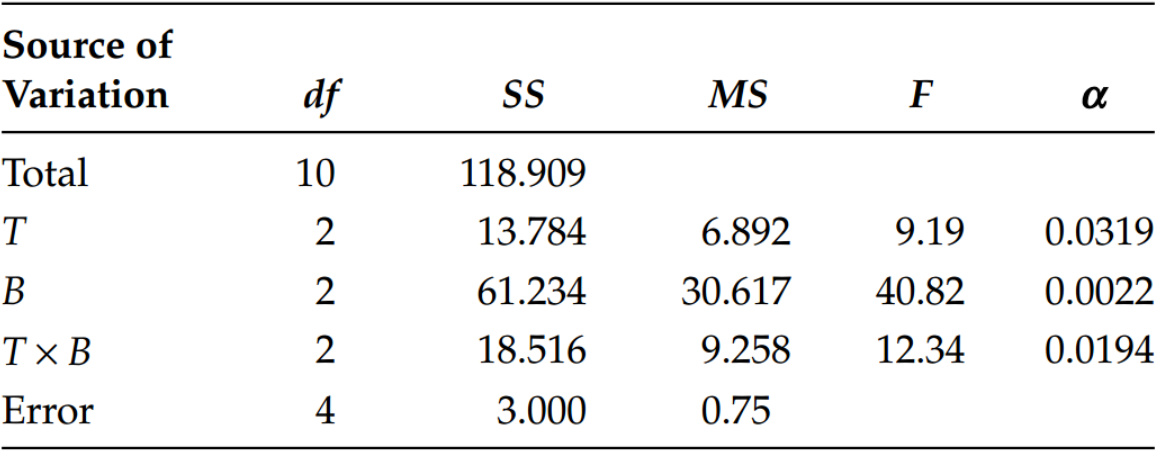 Source of
Variation df SS MS F α
Total 10 118.909
T 2 13.784 6.892 9.19 0.0319
B 2 61.234 30.617 40.82 0.0022
T × B 2 18.516 9.258 12.34 0.0194
Error 4 3.000 0.75